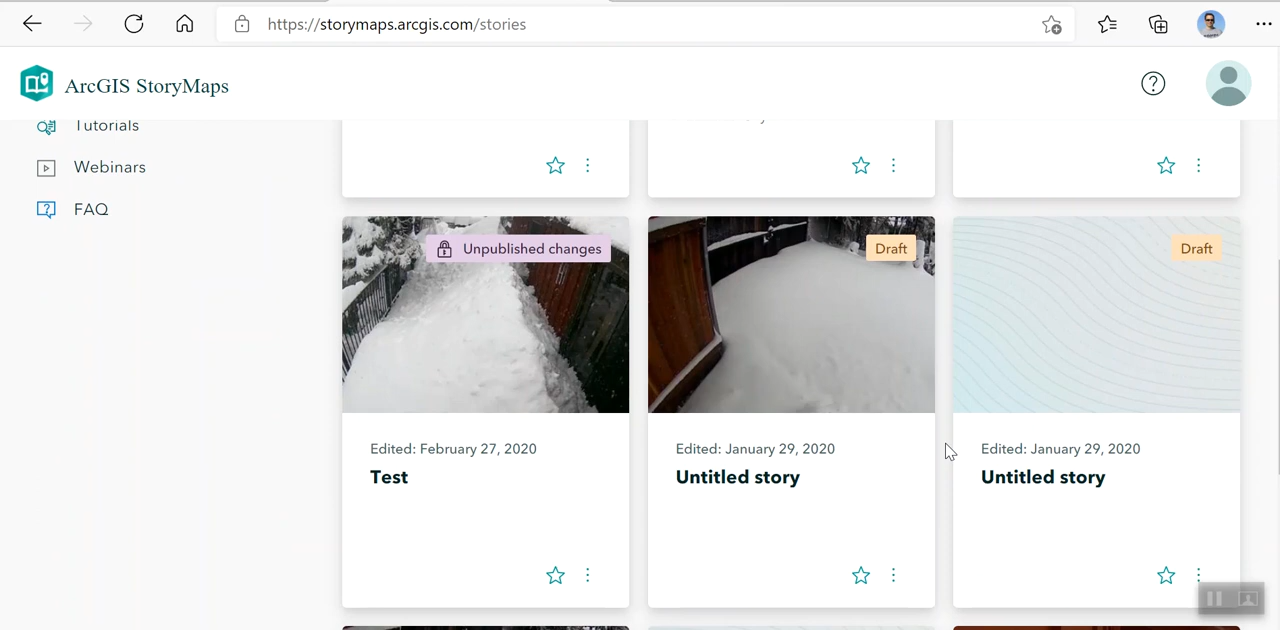 https://storymaps.arcgis.com/stories
ArcGIS StoryMaps
Tutorials
Webinars
FAQ
Unpublished changes
Draft
Draft
Edited: February 27, 2020
Test
Edited: January 29, 2020
Untitled story
Edited: January 29, 2020
Untitled story